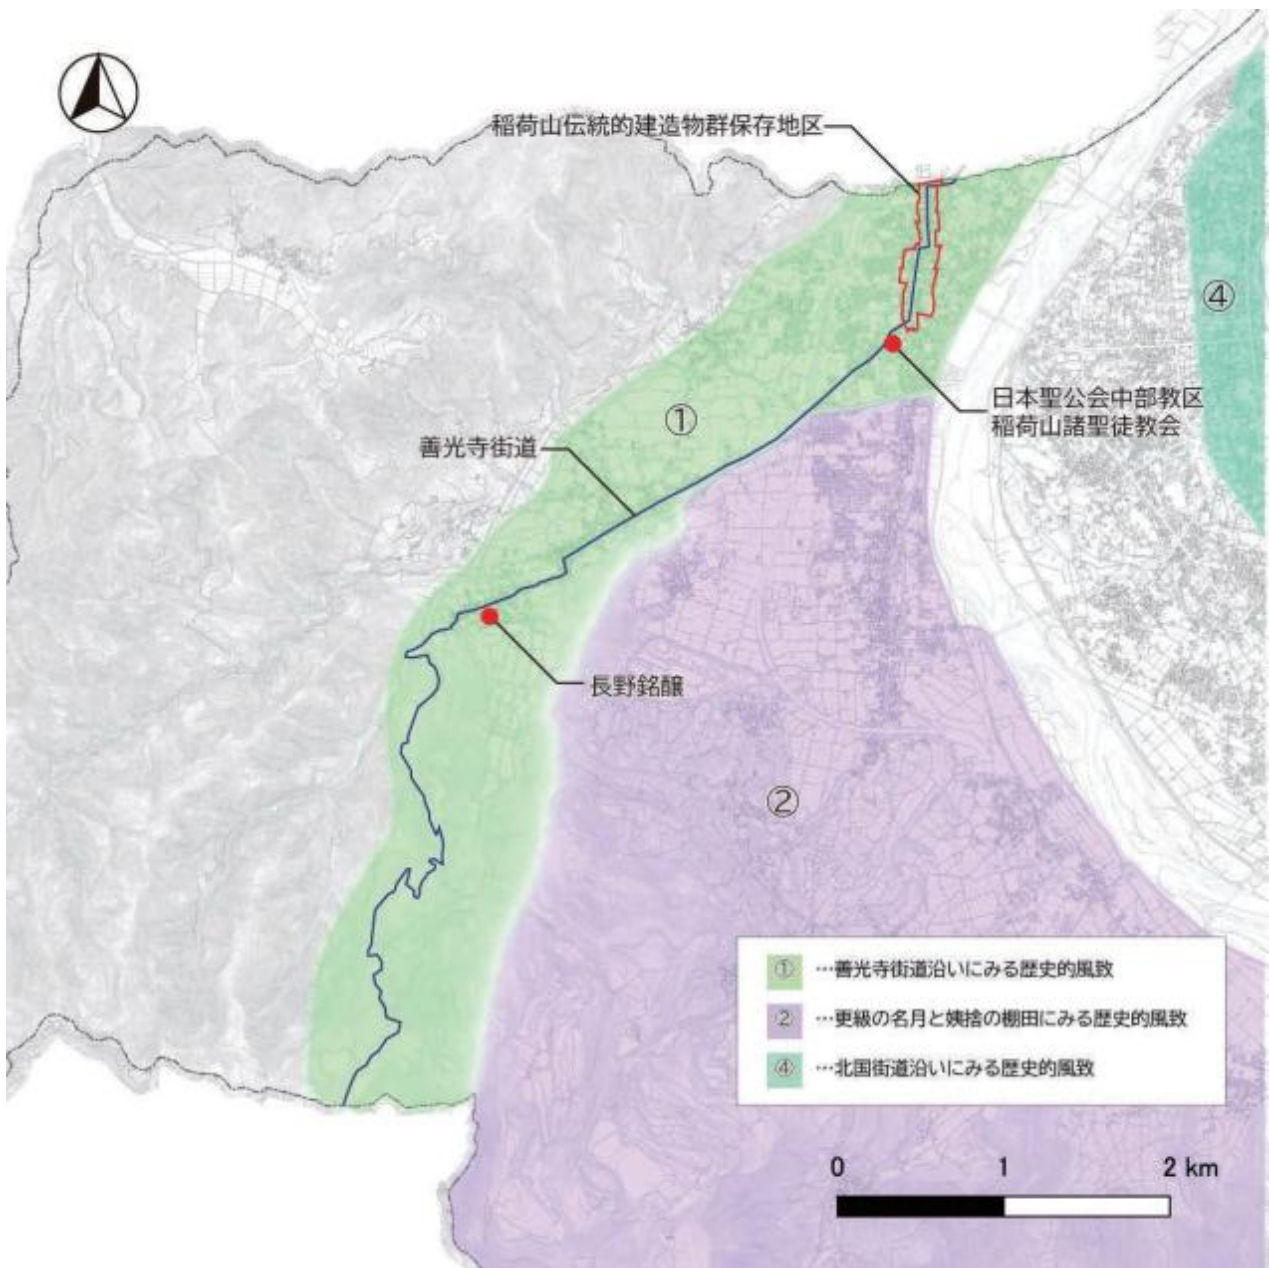 稲荷山伝統的建造物群保存地区
④
日本聖公会中部教区
稲荷山諸聖徒教会
①
善光寺街道
長野銘醸
②
① …善光寺街道沿いにみる歴史的風致
② …更級の名月と姨捨の棚田にみる歴史的風致
④ …北国街道沿いにみる歴史的風致
0 1 2 km